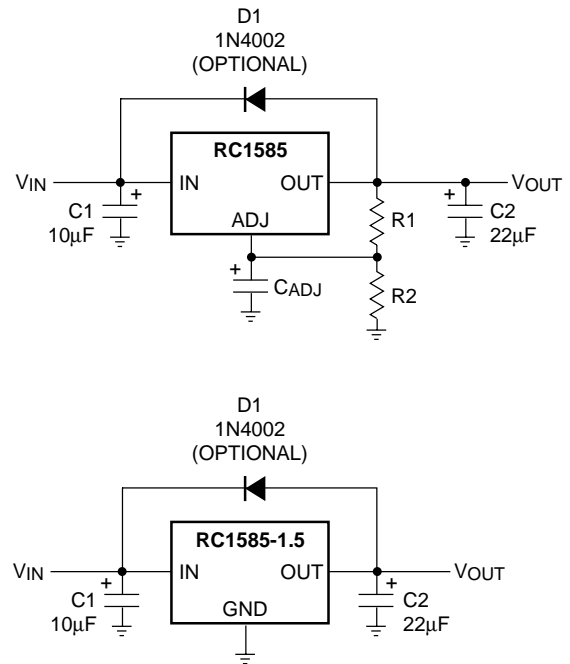 D1
1N4002
(OPTIONAL)
RC1585
VIN
IN
OUT
VOUT
+
C1
10μF
ADJ
R1
+
C2
22μF
+
CADJ
R2
D1
1N4002
(OPTIONAL)
RC1585-1.5
VIN
IN
OUT
VOUT
+
C1
10μF
GND
+
C2
22μF